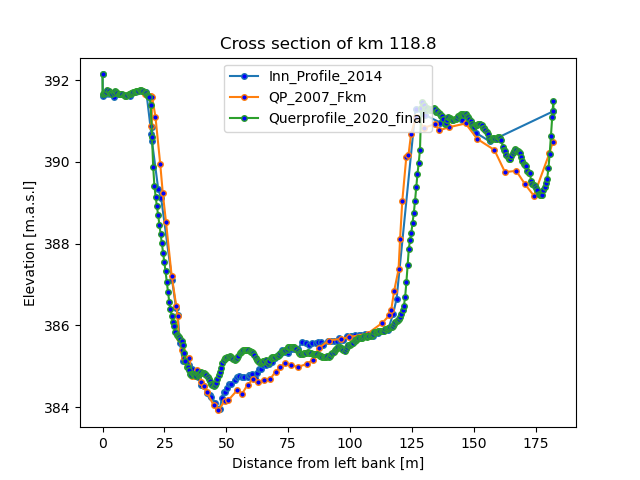 Cross section of km 118.8
Inn_Profile_2014
QP_2007_Fkm
Querprofile_2020_final
Elevation [m.a.s.l]
392
390
388
386
384
0 25 50 75 100 125 150 175
Distance from left bank [m]